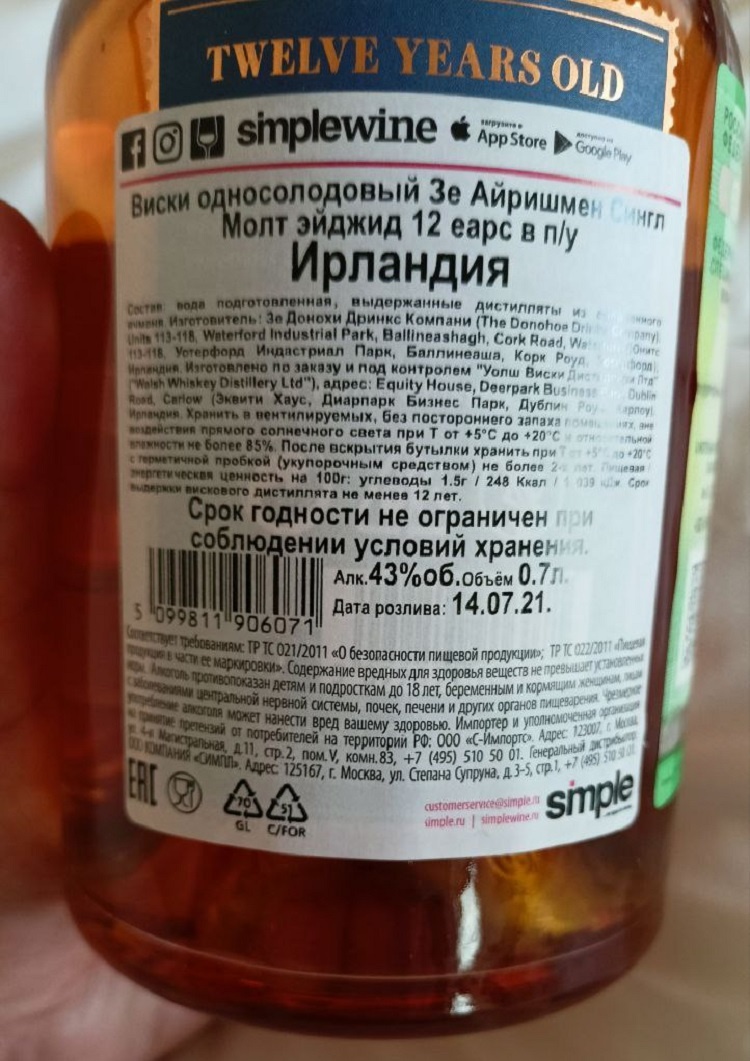 TWELVE YEARS OLD
simplewine
загрузите в
App Store
доступно на
Google Play
Виски односолодовый Зе Айришмен Сингл
Молт эйджид 12 еарс в п/у
Ирландия
Состав: вода подготовленная, выдержанные дистилляты из
ячменя. Изготовитель: Зе Донохи Дринкс Компани (The Donohoe
Units 113-118, Waterford Industrial Park, Ballineashagh, Cork Road, Юнитс
113-118, Уотерфорд Индастриал Парк, Баллинеаша, Корк Роуд,
Ирландия. Изготовлено по заказу и под контролем "Уолш Виски Лтд"
("Walsh Whiskey Distillery Ltd"), адрес: Equity House, Deerpark Business Dublin
Road, Carlow (Эквити Хаус, Диарпарк Бизнес Парк, Дублин
Ирландия. Хранить в вентилируемых, без постороннего запаха помещениях, вне
воздействия прямого солнечного света при Т от +5°С до +20°С и относительной
влажности не более 85%. После вскрытия бутылки хранить при Т от +5°С до +20°С
с герметичной пробкой (укупорочным средством) не более 2-х лет. Пищевая /
энергетическая ценность на 100г: углеводы 1.5г / 248 Ккал / 1 039 кДж. Срок
выдержки вискового дистиллята не менее 12 лет.
Срок годности не ограничен при
соблюдении условий хранения.
Алк.43%об.Объём 0.7л.
Дата розлива: 14.07.21.
5 099811 906071
Соответствует требованиям: ТР ТС 021/2011 «О безопасности пищевой продукции»; ТР ТС 022/2011 «Пищевая
продукция в части ее маркировки». Содержание вредных для здоровья веществ не превышает установленные
нормы. Алкоголь противопоказан детям и подросткам до 18 лет, беременным и кормящим женщинам, лицам
с заболеваниями центральной нервной системы, почек, печени и других органов пищеварения. Чрезмерное
употребление алкоголя может нанести вред вашему здоровью. Импортер и уполномоченная организация
на принятие претензий от потребителей на территории РФ: ООО «С-Импортс». Адрес: 123007, г. Москва,
ул. 4-я Магистральная, д.11, стр.2, пом.V, комн.83, +7 (495) 510 50 01. Генеральный дистрибьютор:
ООО КОМПАНИЯ «СИМПЛ». Адрес: 125167, г. Москва, ул. Степана Супруна, д.3-5, стр.1, +7 (495) 510 50 01.
EAC
70
GL
51
C/FOR
customerservice@simple.ru
simple.ru | simplewine.ru
simple